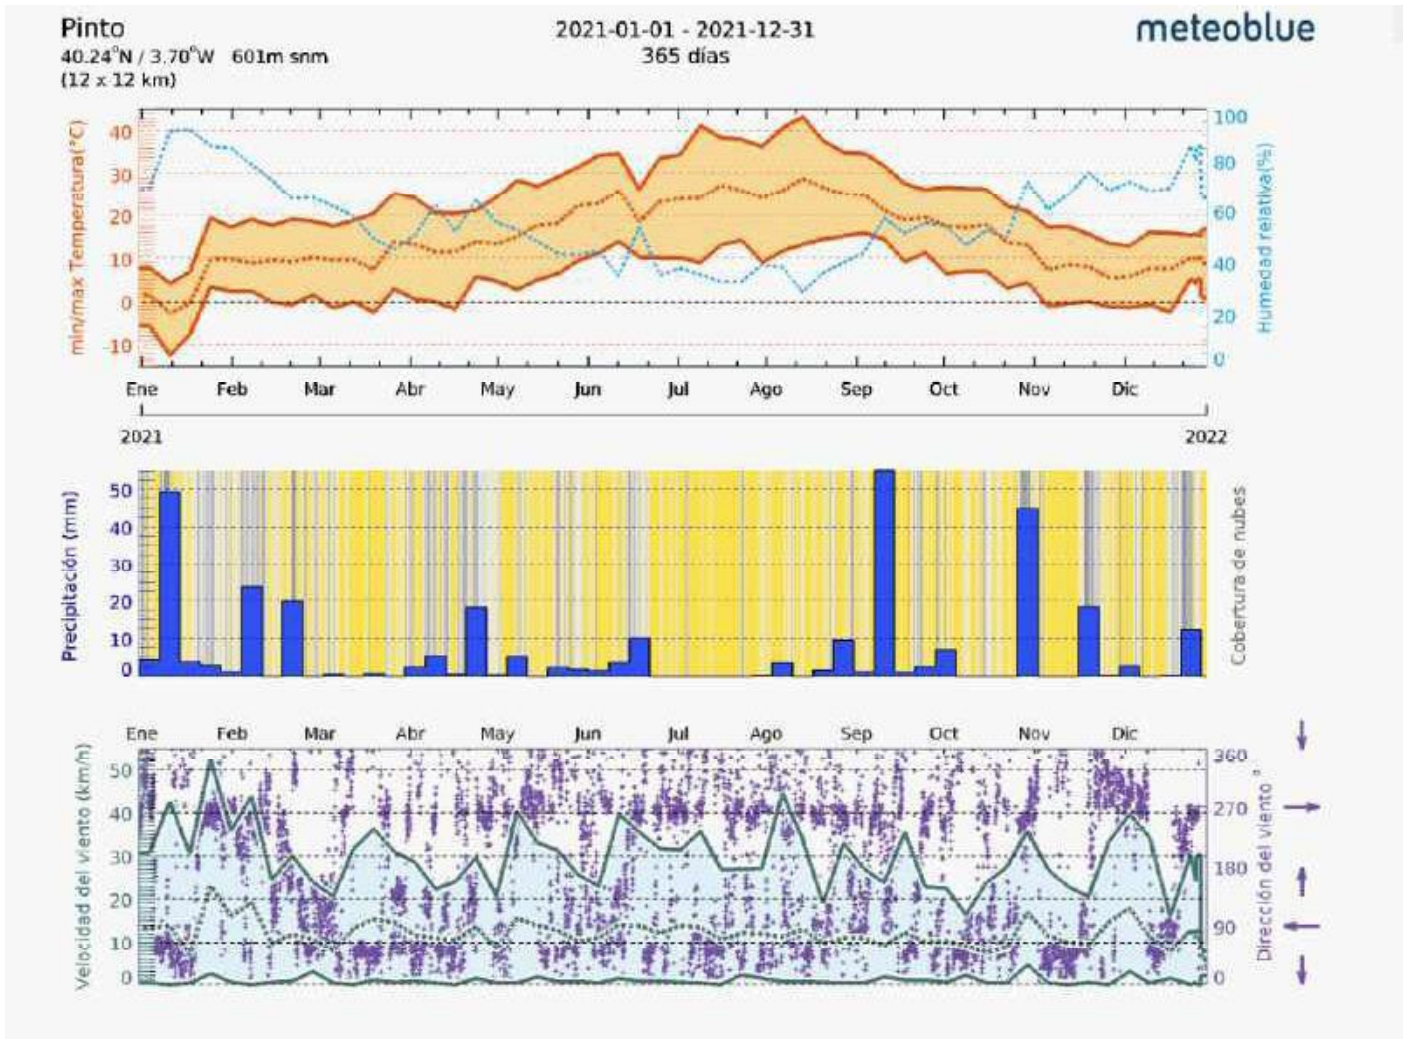 Pinto
2021-01-01 - 2021-12-31
meteoblue
40.24°N / 3.70°W 601m snm
365 días
(12 x 12 km)
min/max Temperatura(°C)
40
30
20
10
0
-10
Humedad relativa(%)
100
80
60
40
20
0
Ene Feb Mar Abr May Jun Jul Ago Sep Oct Nov Dic
2021 2022
Precipitación (mm)
50
40
30
20
10
0
Cobertura de nubes
Ene Feb Mar Abr May Jun Jul Ago Sep Oct Nov Dic
Velocidad del viento (km/h)
50
40
30
20
10
0
Dirección del viento °
360
270
180
90
0